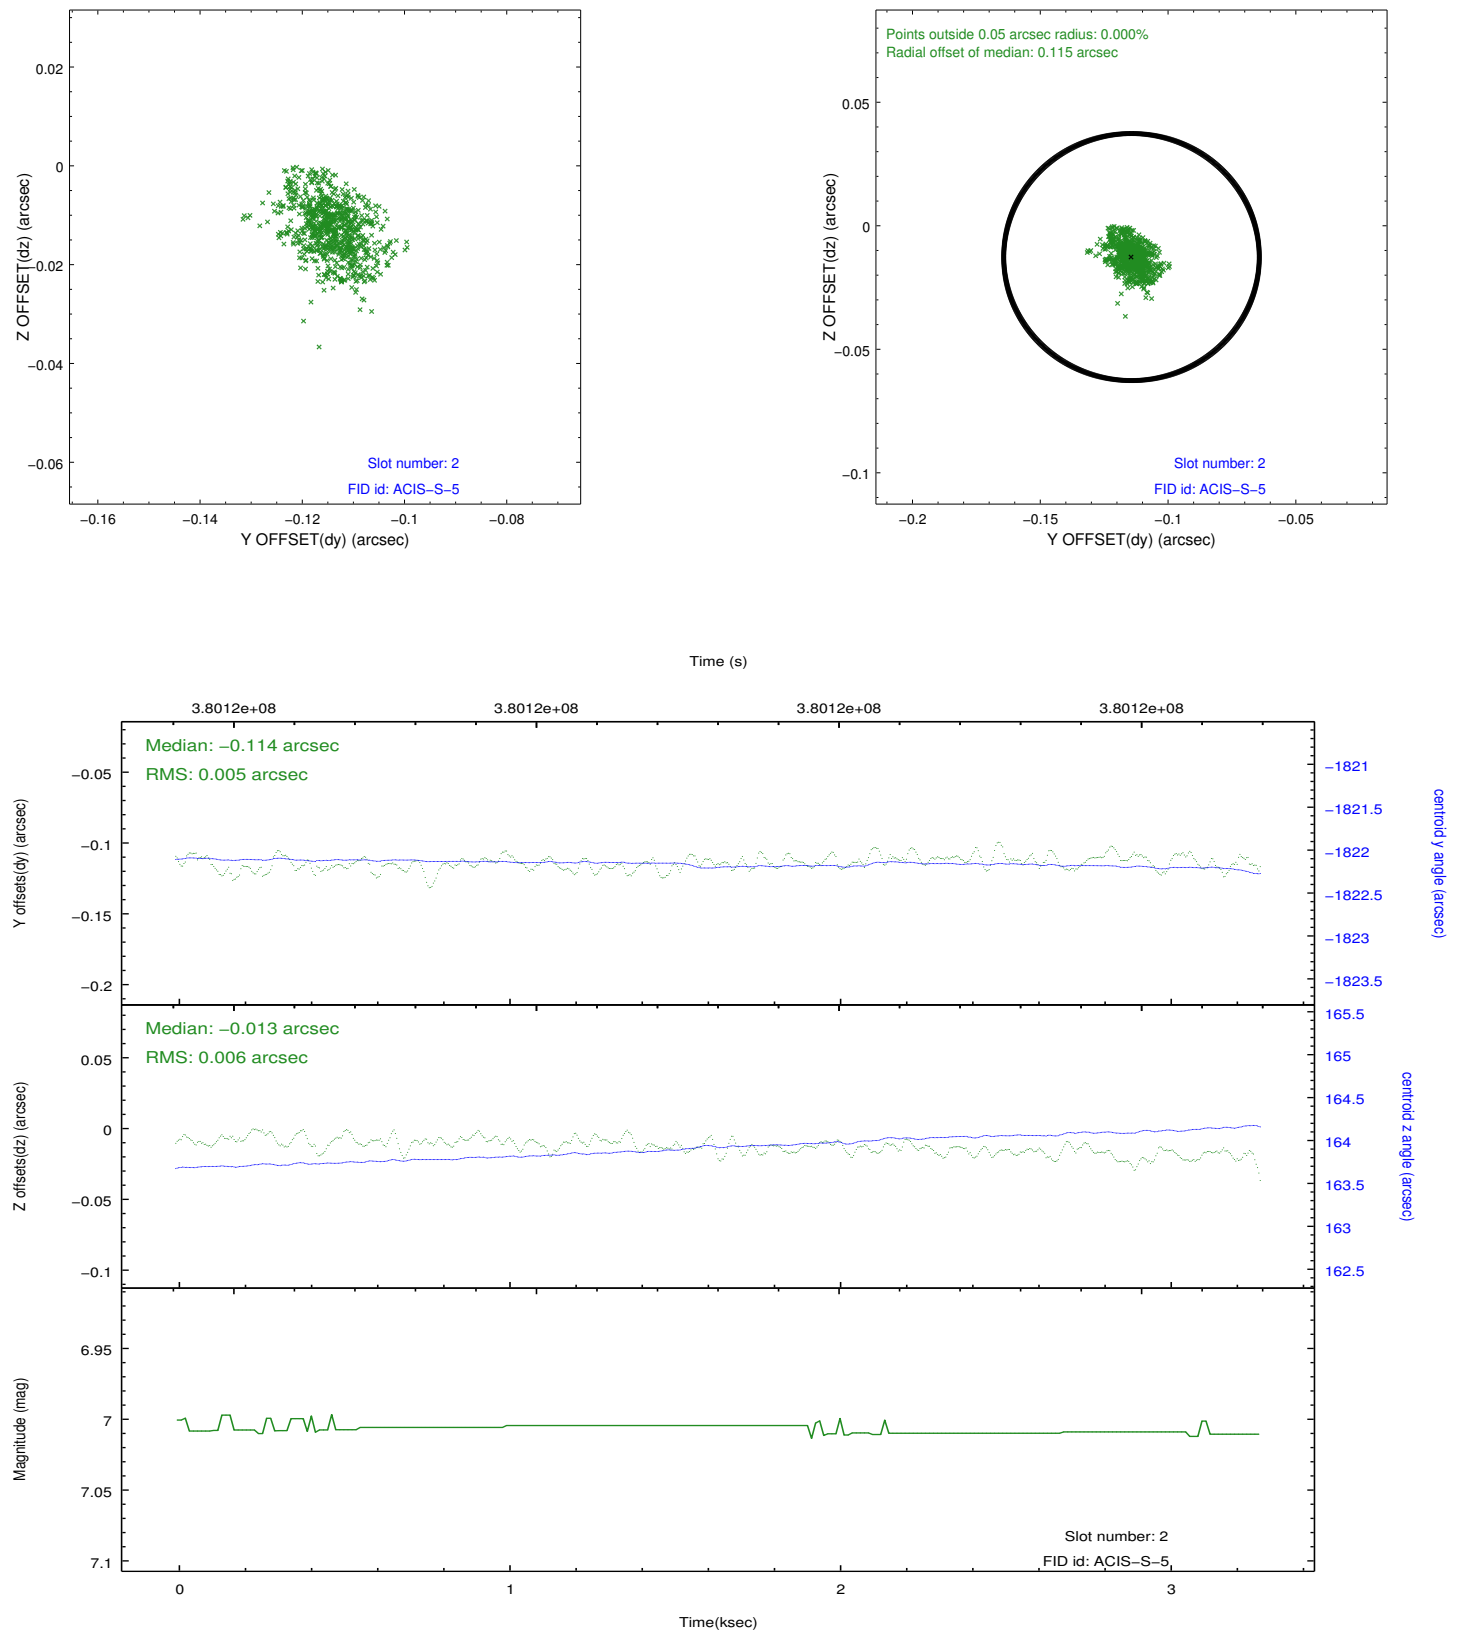 0.02
0
−0.02
−0.04
−0.06
Z OFFSET(dz) (arcsec)
Slot number: 2
FID id: ACIS−S−5
−0.16 −0.14 −0.12 −0.1 −0.08
Y OFFSET(dy) (arcsec)
Points outside 0.05 arcsec radius: 0.000%
Radial offset of median: 0.115 arcsec
0.05
0
−0.05
−0.1
Z OFFSET(dz) (arcsec)
Slot number: 2
FID id: ACIS−S−5
−0.2 −0.15 −0.1 −0.05
Y OFFSET(dy) (arcsec)
Time (s)
3.8012e+08 3.8012e+08 3.8012e+08 3.8012e+08
Median: −0.114 arcsec
RMS: 0.005 arcsec
−0.05
−0.1
−0.15
−0.2
Y offsets(dy) (arcsec)
−1821
−1821.5
−1822
−1822.5
−1823
−1823.5
centroid y angle (arcsec)
Median: −0.013 arcsec
RMS: 0.006 arcsec
0.05
0
−0.05
−0.1
Z offsets(dz) (arcsec)
165.5
165
164.5
164
163.5
163
162.5
centroid z angle (arcsec)
6.95
7
7.05
7.1
Magnitude (mag)
Slot number: 2
FID id: ACIS−S−5
0 1 2 3
Time(ksec)